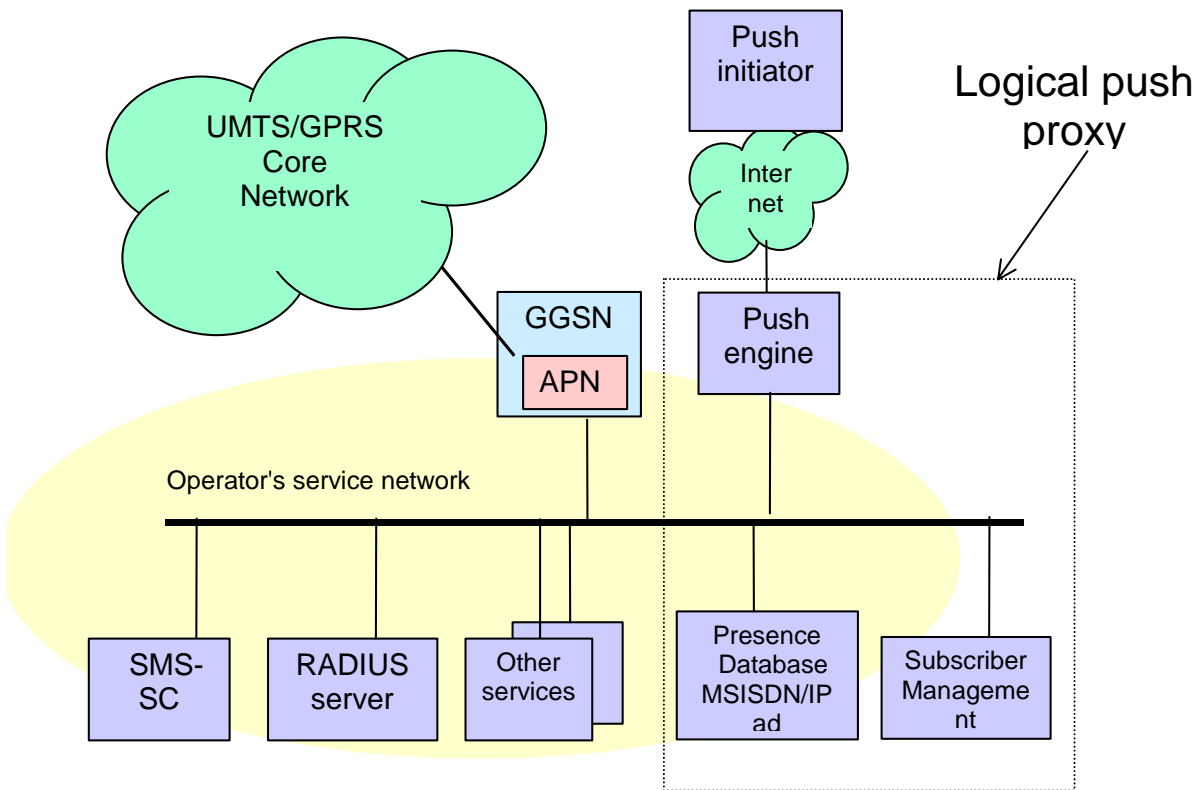 Push
initiator
Logical push
proxy
UMTS/GPRS
Core
Network
Inter
net
GGSN
APN
Push
engine
Operator's service network
SMS-
SC
RADIUS
server
Other
services
Presence
Database
MSISDN/IP
ad
Subscriber
Manageme
nt